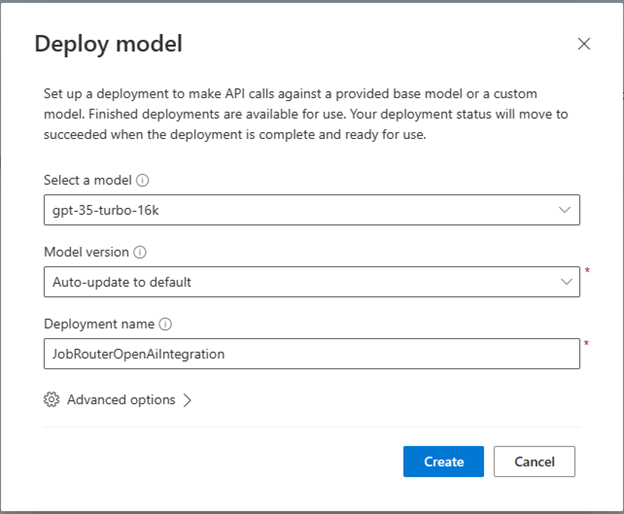 Deploy model
Set up a deployment to make API calls against a provided base model or a custom
model. Finished deployments are available for use. Your deployment status will move to
succeeded when the deployment is complete and ready for use.
Select a model
gpt-35-turbo-16k
Model version
Auto-update to default
*
Deployment name
JobRouterOpenAiIntegration
*
Advanced options
Create Cancel